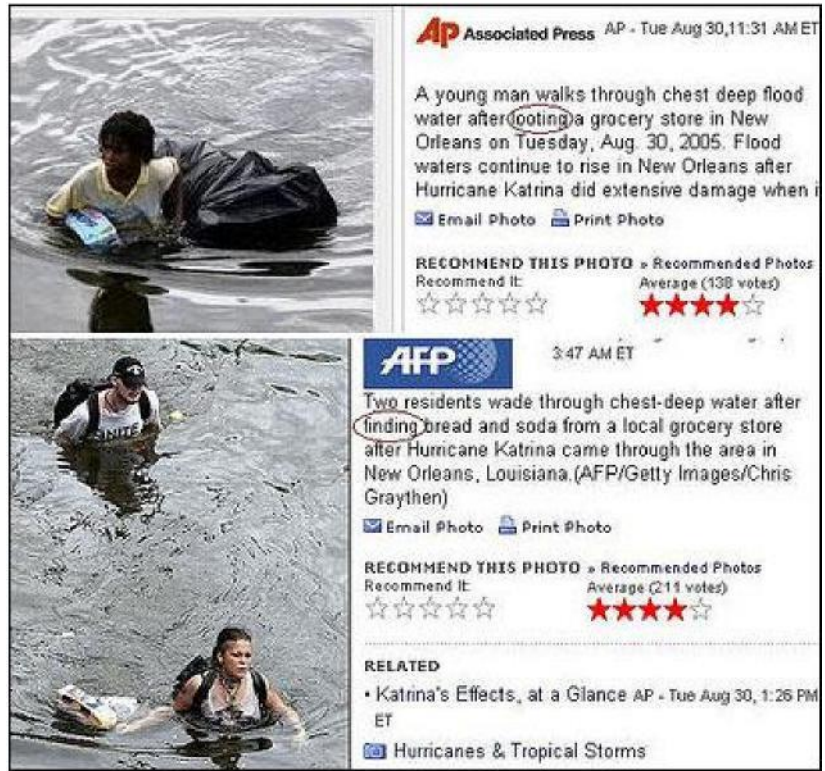 AP Associated Press AP - Tue Aug 30,11:31 AM ET
A young man walks through chest deep flood
water after looting a grocery store in New
Orleans on Tuesday, Aug. 30, 2005. Flood
waters continue to rise in New Orleans after
Hurricane Katrina did extensive damage when i
Email Photo Print Photo
RECOMMEND THIS PHOTO » Recommended Photos
Recommend It: Average (138 votes)
AFP 3:47 AM ET
NITE
Two residents wade through chest-deep water after
finding bread and soda from a local grocery store
after Hurricane Katrina came through the area in
New Orleans, Louisiana.(AFP/Getty Images/Chris
Graythen)
Email Photo Print Photo
RECOMMEND THIS PHOTO » Recommended Photos
Recommend It: Average (211 votes)
RELATED
• Katrina's Effects, at a Glance AP - Tue Aug 30, 1:26 PM
ET
Hurricanes & Tropical Storms